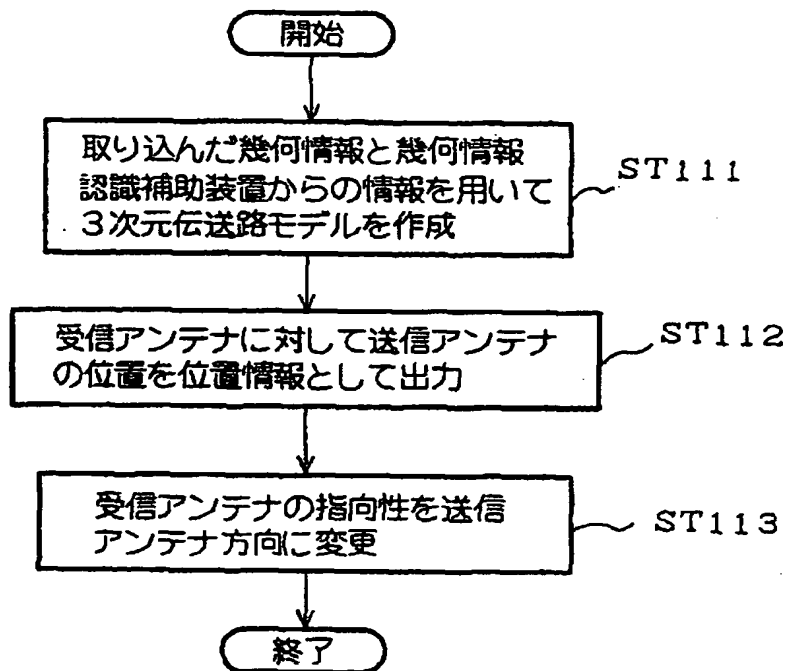 開始
取り込んだ幾何情報と幾何情報
認識補助装置からの情報を用いて
3次元伝送路モデルを作成
ST111
受信アンテナに対して送信アンテナ
の位置を位置情報として出力
ST112
受信アンテナの指向性を送信
アンテナ方向に変更
ST113
終了